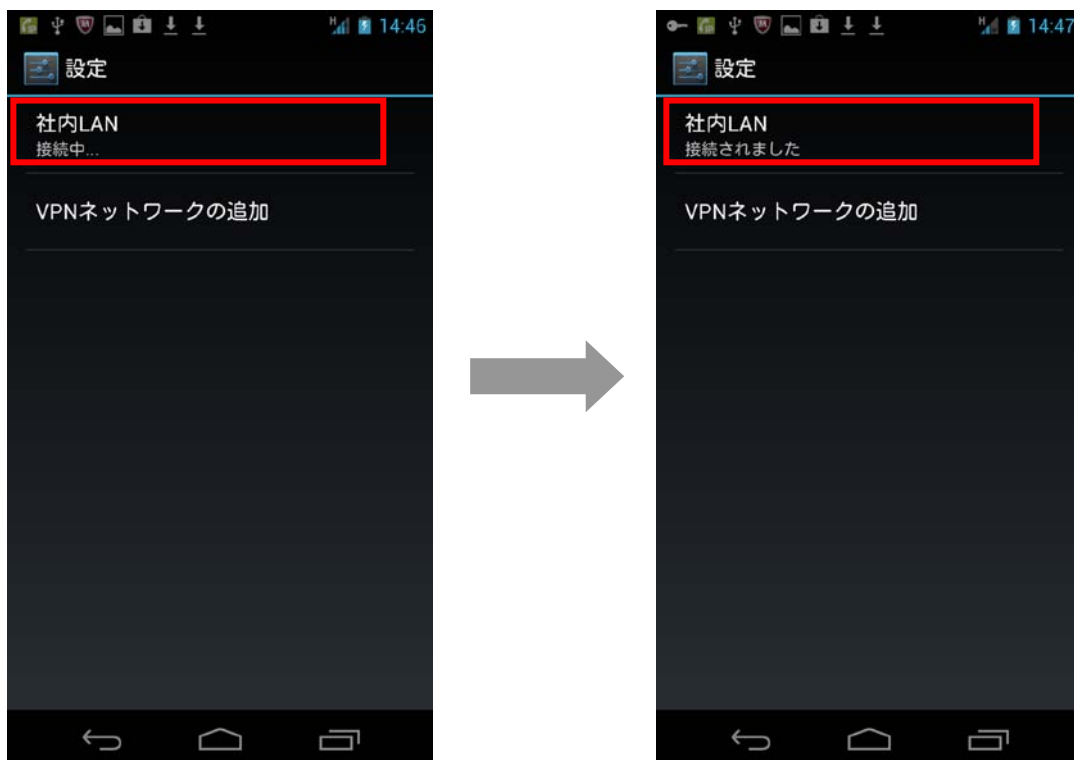 H 14:46
設定
社内LAN
接続中...
VPNネットワークの追加
H 14:47
設定
社内LAN
接続されました
VPNネットワークの追加